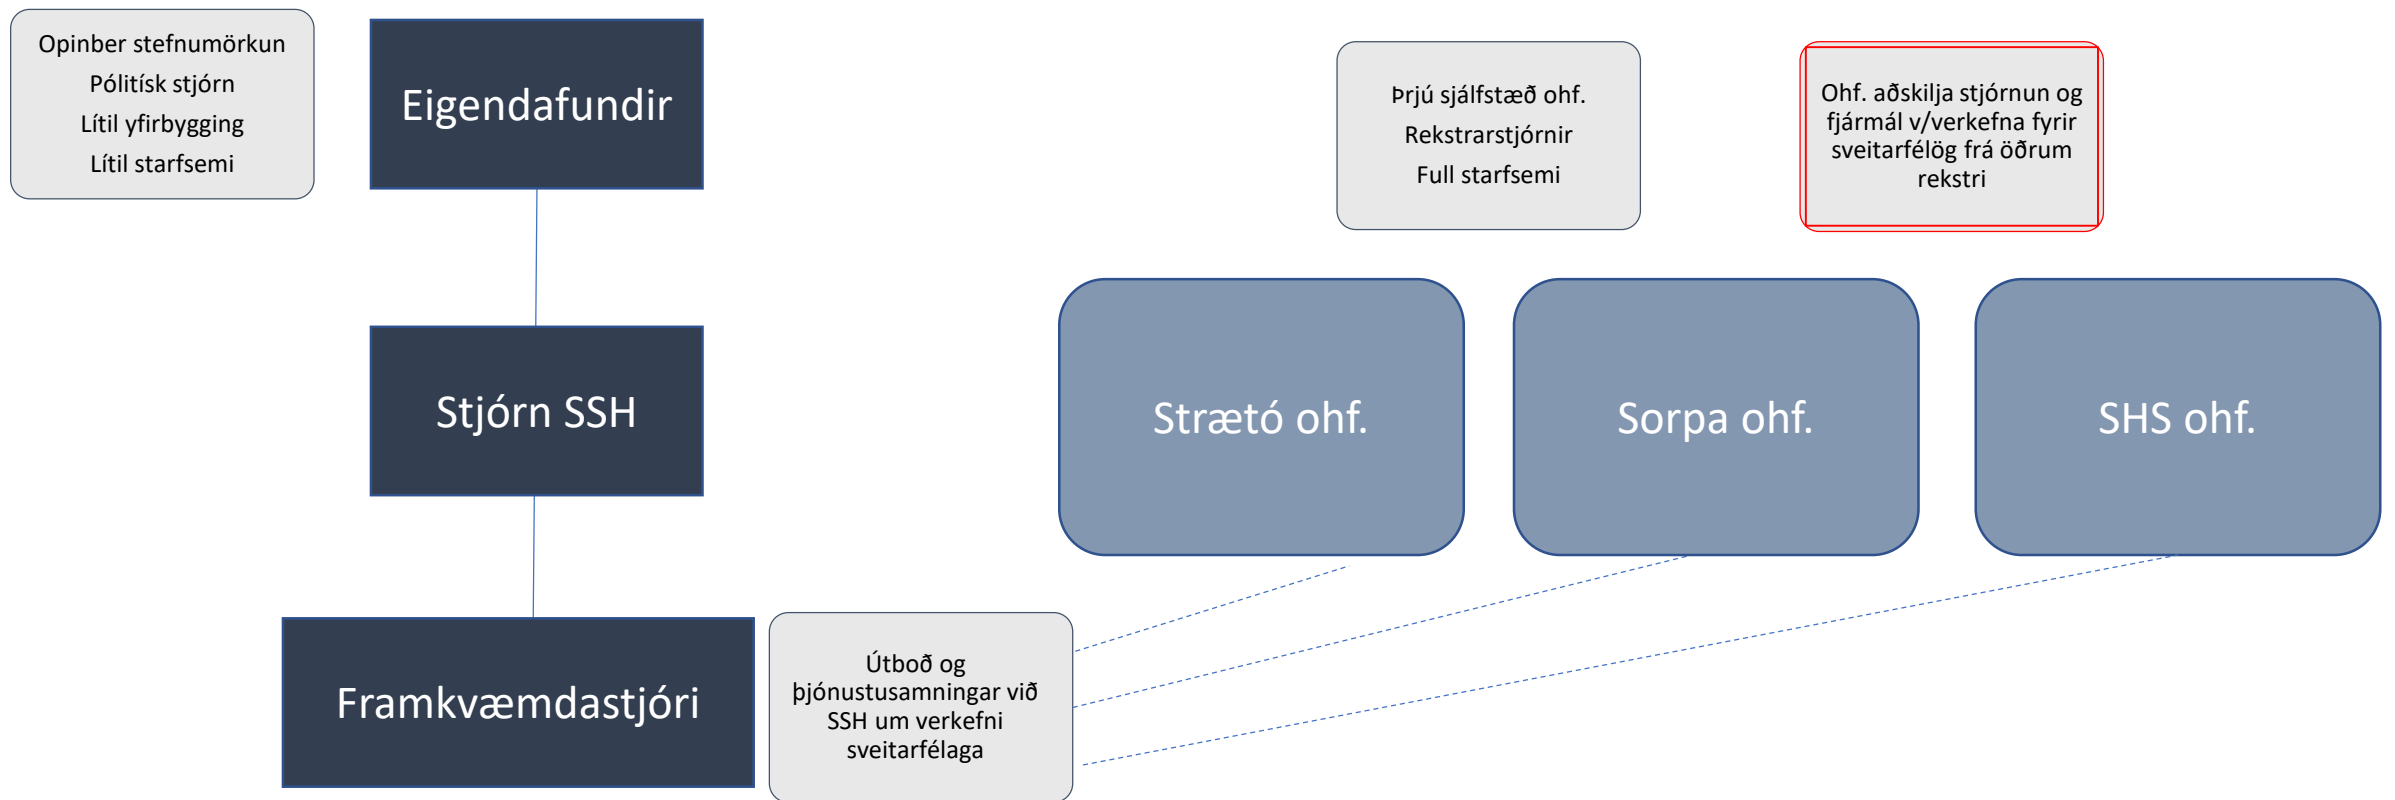 Opinber stefnumörkun
Pólitísk stjórn
Lítil yfirbygging
Lítil starfsemi
Eigendafundir
Þrjú sjálfstæð ohf.
Rekstrarstjórnir
Full starfsemi
Ohf. aðskilja stjórnun og
fjármál v/verkefna fyrir
sveitarfélög frá öðrum
rekstri
Stjórn SSH
Strætó ohf.
Sorpa ohf.
SHS ohf.
Framkvæmdastjóri
Útboð og
þjónustusamningar við
SSH um verkefni
sveitarfélaga